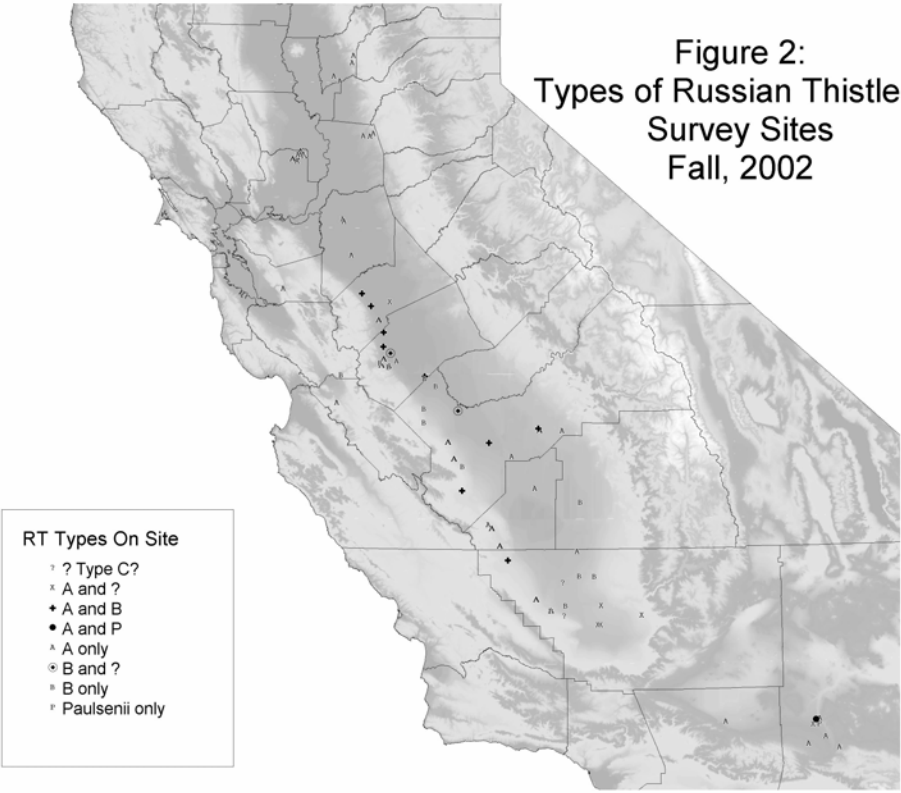 Figure 2:
Types of Russian Thistle
Survey Sites
Fall, 2002
RT Types On Site
? ? Type C?
x A and ?
A and B
A and P
A A only
B and ?
B B only
P Paulsenii only